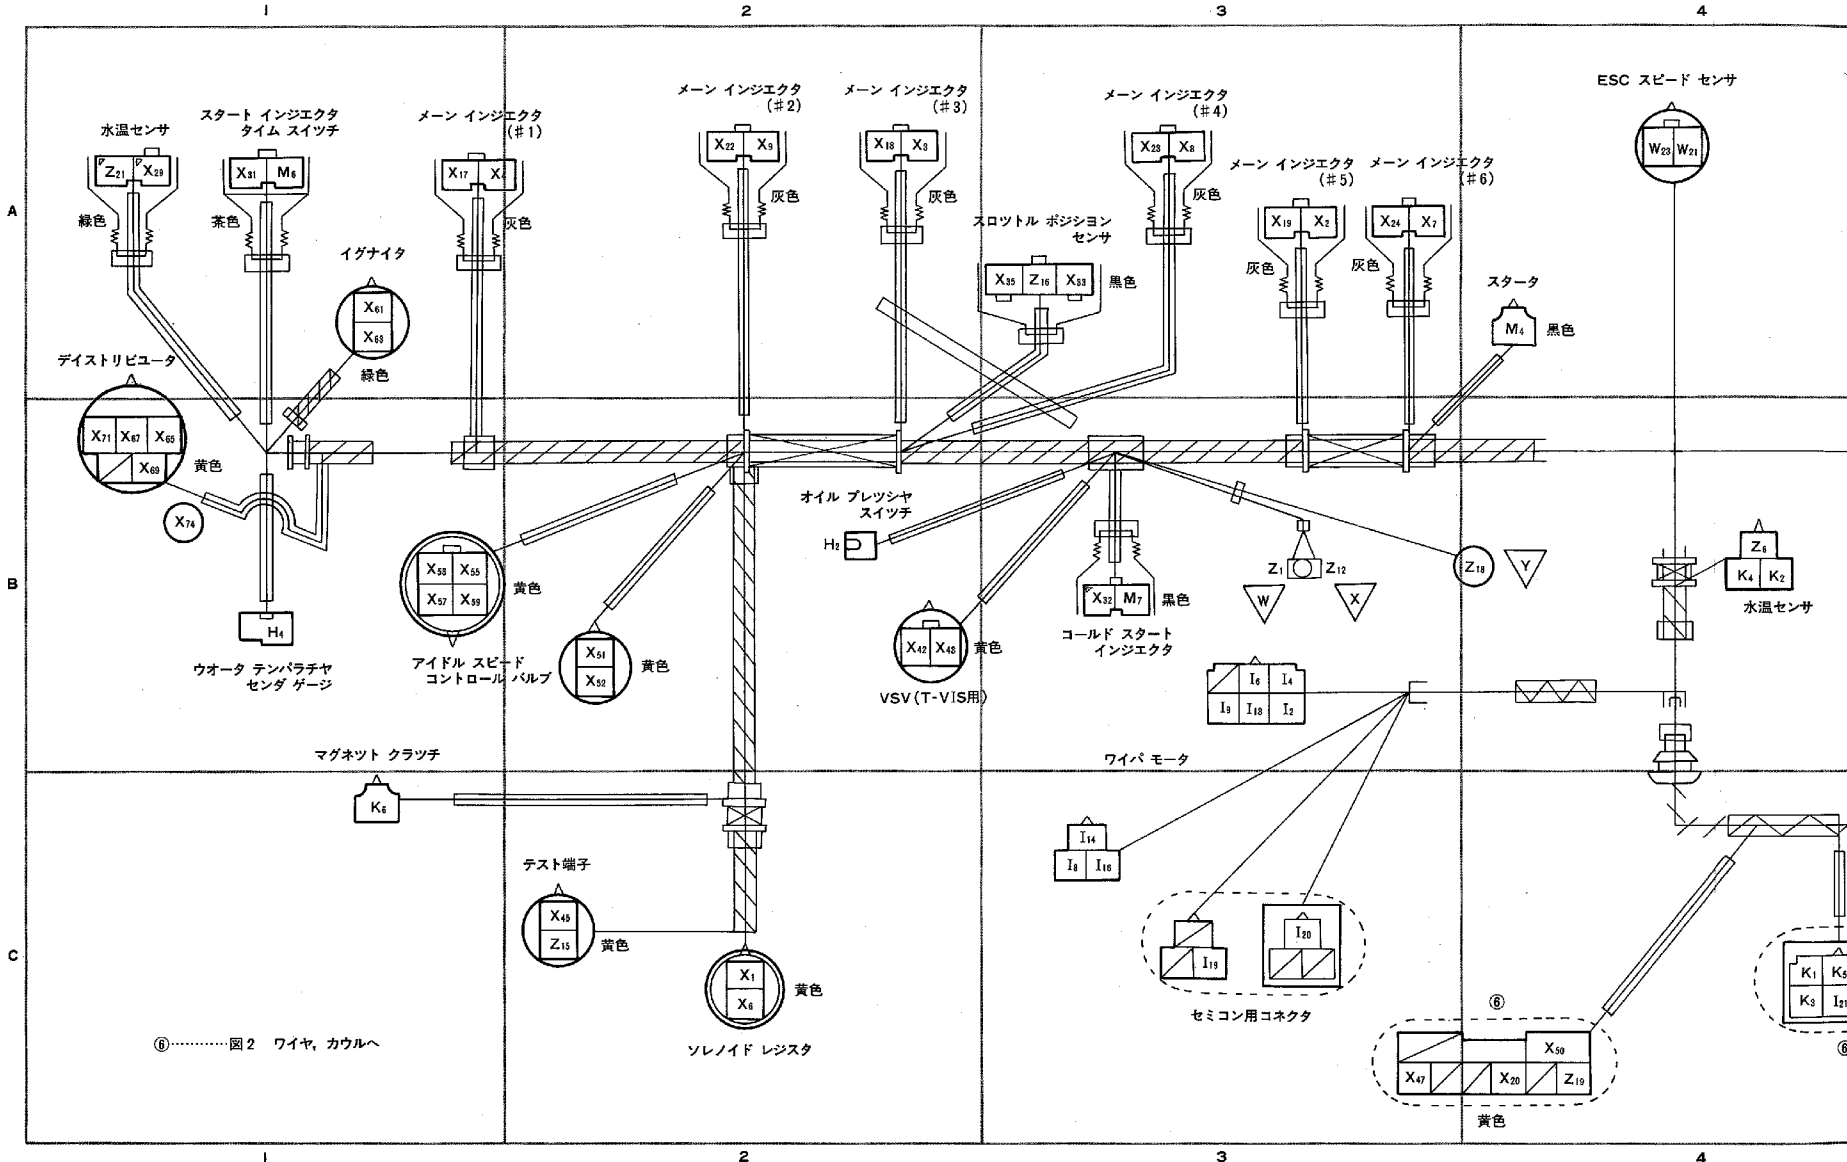 1 2 3 4
ESC スピード センサ
W23 W21
メーン インジエクタ
(#2)
X22 X9
灰色
メーン インジエクタ
(#3)
X18 X3
灰色
メーン インジエクタ
(#4)
X23 X8
灰色
水温センサ
Z21 X29
緑色
スタート インジエクタ
タイム スイツチ
X31 M6
茶色
メーン インジエクタ
(#1)
X17
灰色
メーン インジエクタ
(#5)
X19 X2
灰色
メーン インジエクタ
(#6)
X24 X7
灰色
A
スロツトル ポジシヨン
センサ
X35 Z16 X33
黒色
イグナイタ
X61
X63
緑色
スタータ
M4
黒色
デイストリビユータ
X71 X67 X65
X69
黄色
X74
オイル プレツシヤ
スイツチ
H2
B
X53 X55
X57 X59
黄色
アイドル スピード
コントロール バルブ
X51
X52
黄色
X42 X43
黄色
VSV(T-VIS用)
X32 M7
黒色
コールド スタート
インジエクタ
Z1 Z12
W X
Z18 Y
Z6
K4 K2
水温センサ
H4
ウオータ テンパラチヤ
センダ ゲージ
I6 I4
I9 I13 I2
ワイパ モータ
マグネツト クラツチ
K6
I14
I8 I16
テスト端子
X45
Z15
黄色
C
X1
X6
黄色
ソレノイド レジスタ
I19
I20
セミコン用コネクタ
K1 K5
K3 I21
⑥
⑥
X50
X47 X20 Z19
黄色
⑥………図2 ワイヤ, カウルへ
1 2 3 4